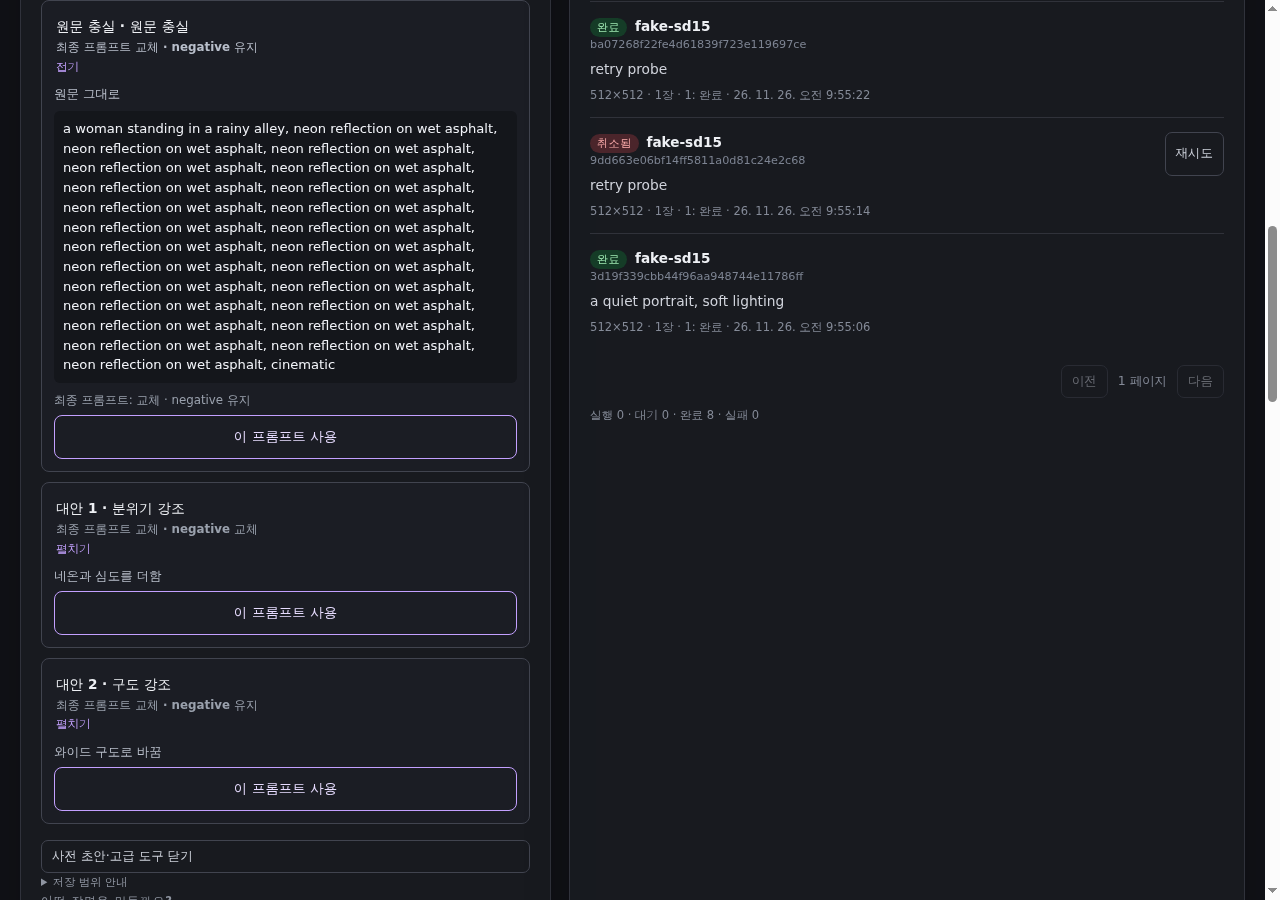 원문 충실 · 원문 충실
최종 프롬프트 교체 · negative 유지
접기
원문 그대로
a woman standing in a rainy alley, neon reflection on wet asphalt,
neon reflection on wet asphalt, neon reflection on wet asphalt,
neon reflection on wet asphalt, neon reflection on wet asphalt,
neon reflection on wet asphalt, neon reflection on wet asphalt,
neon reflection on wet asphalt, neon reflection on wet asphalt,
neon reflection on wet asphalt, neon reflection on wet asphalt,
neon reflection on wet asphalt, neon reflection on wet asphalt,
neon reflection on wet asphalt, neon reflection on wet asphalt,
neon reflection on wet asphalt, neon reflection on wet asphalt,
neon reflection on wet asphalt, neon reflection on wet asphalt,
neon reflection on wet asphalt, neon reflection on wet asphalt,
neon reflection on wet asphalt, neon reflection on wet asphalt,
neon reflection on wet asphalt, cinematic
최종 프롬프트: 교체 · negative 유지
이 프롬프트 사용
대안 1 · 분위기 강조
최종 프롬프트 교체 · negative 교체
펼치기
네온과 심도를 더함
이 프롬프트 사용
대안 2 · 구도 강조
최종 프롬프트 교체 · negative 유지
펼치기
와이드 구도로 바꿈
이 프롬프트 사용
사전 초안·고급 도구 닫기
▶ 저장 범위 안내
완료 fake-sd15
ba07268f22fe4d61839f723e119697ce
retry probe
512×512 · 1장 · 1: 완료 · 26. 11. 26. 오전 9:55:22
취소됨 fake-sd15
9dd663e06bf14ff5811a0d81c24e2c68
재시도
retry probe
512×512 · 1장 · 1: 완료 · 26. 11. 26. 오전 9:55:14
완료 fake-sd15
3d19f339cbb44f96aa948744e11786ff
a quiet portrait, soft lighting
512×512 · 1장 · 1: 완료 · 26. 11. 26. 오전 9:55:06
이전 1 페이지 다음
실행 0 · 대기 0 · 완료 8 · 실패 0